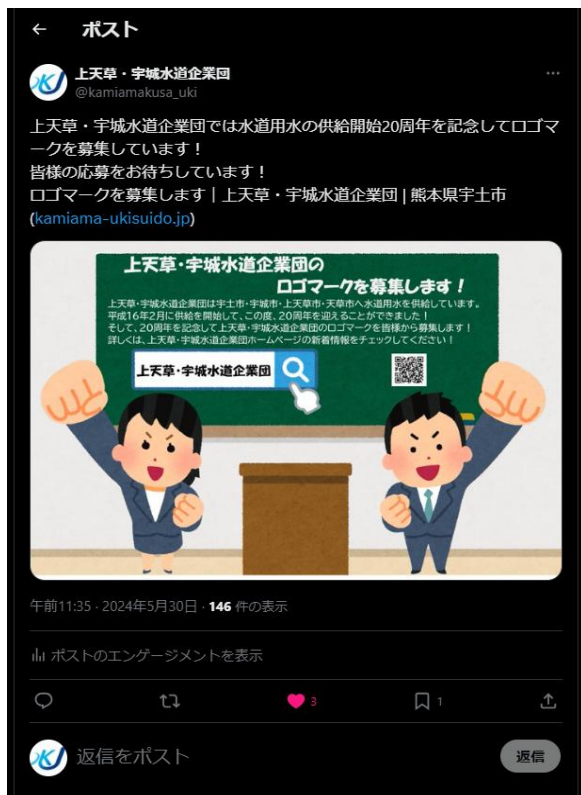 ポスト
上天草・宇城水道企業団
@kamiamakusa_uki
上天草・宇城水道企業団では水道用水の供給開始20周年を記念してロゴマ
ークを募集しています！
皆様の応募をお待ちしています！
ロゴマークを募集します | 上天草・宇城水道企業団 | 熊本県宇土市
(kamiama-ukisuido.jp)
上天草・宇城水道企業団の
ロゴマークを募集します！
上天草・宇城水道企業団は宇土市・宇城市・上天草市・天草市へ水道用水を供給しています。
平成16年2月に供給を開始して、この度、20周年を迎えることができました！
そして、20周年を記念して上天草・宇城水道企業団のロゴマークを皆様から募集します！
詳しくは、上天草・宇城水道企業団ホームページの新着情報をチェックしてください！
上天草・宇城水道企業団
午前11:35 · 2024年5月30日 · 146 件の表示
ポストのエンゲージメントを表示
3
1
返信をポスト
返信